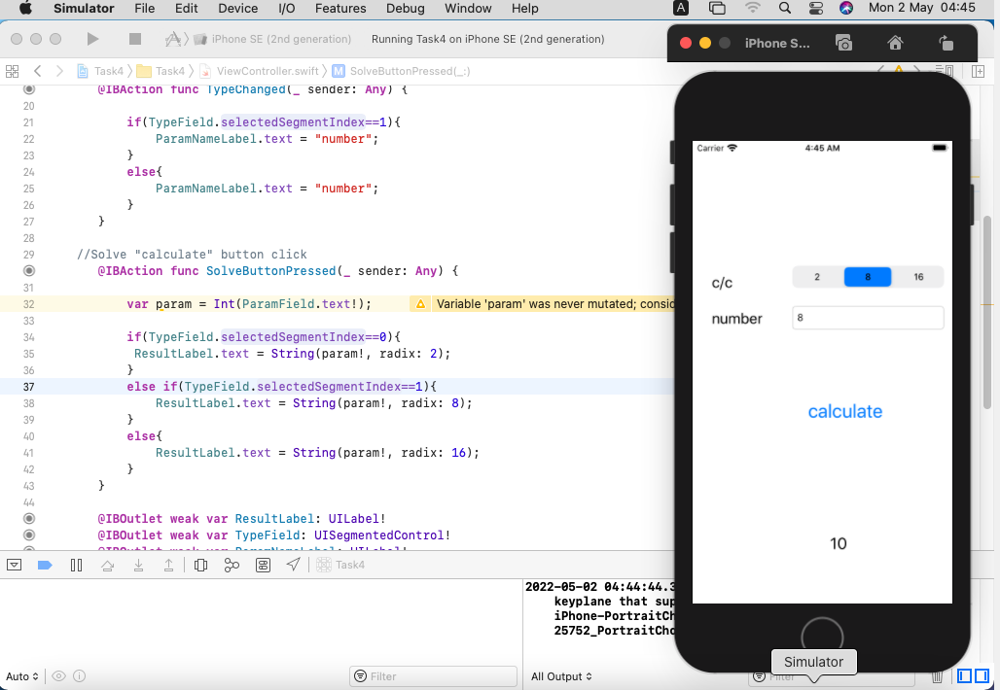 Simulator File Edit Device I/O Features Debug Window Help A Mon 2 May 04:45
iPhone SE (2nd generation) Running Task4 on iPhone SE (2nd generation)
iPhone S...
Task4 Task4 ViewController.swift M SolveButtonPressed(_:)
@IBAction func TypeChanged(_ sender: Any) {
20
21 if(TypeField.selectedSegmentIndex==1){
22 ParamNameLabel.text = "number";
23 }
24 else{
25 ParamNameLabel.text = "number";
26 }
27 }
28
29 //Solve "calculate" button click
@IBAction func SolveButtonPressed(_ sender: Any) {
31
32 var param = Int(ParamField.text!); Variable 'param' was never mutated; consid
33
34 if(TypeField.selectedSegmentIndex==0){
35 ResultLabel.text = String(param!, radix: 2);
36 }
37 else if(TypeField.selectedSegmentIndex==1){
38 ResultLabel.text = String(param!, radix: 8);
39 }
40 else{
41 ResultLabel.text = String(param!, radix: 16);
42 }
43 }
44
@IBOutlet weak var ResultLabel: UILabel!
@IBOutlet weak var TypeField: UISegmentedControl!
@IBOutlet weak var ParamNameLabel: UILabel!
Task4
2022-05-02 04:44:44.3
keyplane that sup
iPhone-PortraitCh
25752_PortraitCho
Auto
Filter
All Output
Filter
Carrier 4:45 AM
c/c 2 8 16
number 8
calculate
10
Simulator